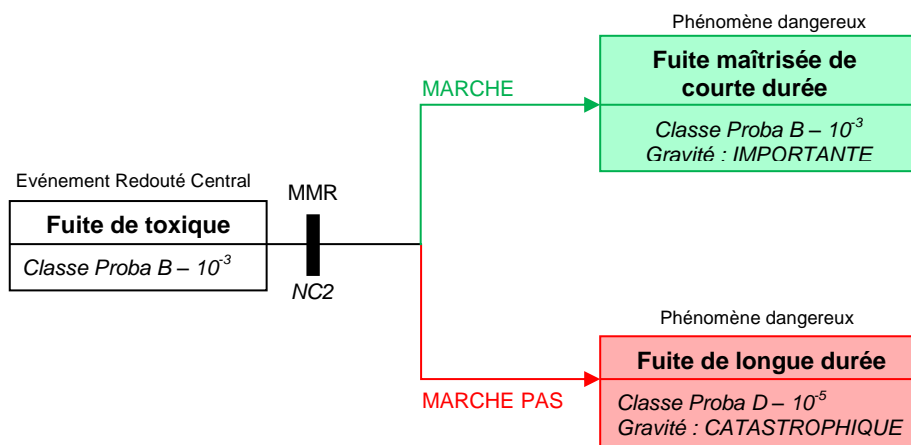 Phénomène dangereux
Fuite maîtrisée de
courte durée
Classe Proba B – 10⁻³
Gravité : IMPORTANTE
MARCHE
Evénement Redouté Central
MMR
Fuite de toxique
Classe Proba B – 10⁻³
NC2
Phénomène dangereux
Fuite de longue durée
MARCHE PAS
Classe Proba D – 10⁻⁵
Gravité : CATASTROPHIQUE